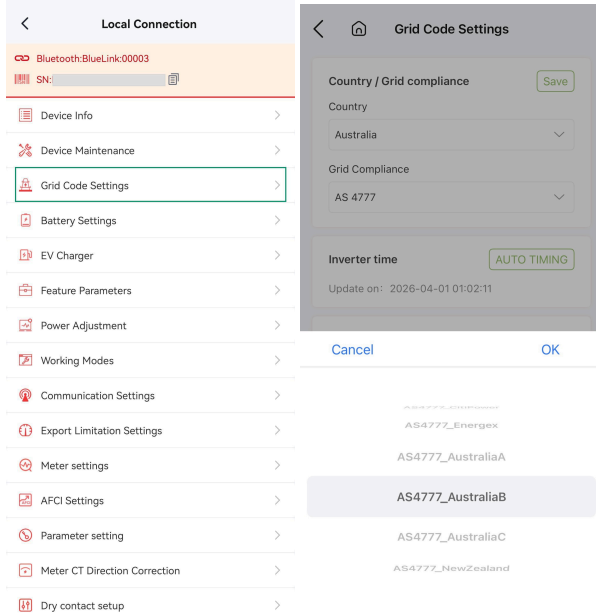 Local Connection
Bluetooth:BlueLink:00003
SN:
Device Info
Device Maintenance
Grid Code Settings
Battery Settings
EV Charger
Feature Parameters
Power Adjustment
Working Modes
Communication Settings
Export Limitation Settings
Meter settings
AFCI Settings
Parameter setting
Meter CT Direction Correction
Dry contact setup
Grid Code Settings
Country / Grid compliance
Save
Country
Australia
Grid Compliance
AS 4777
Inverter time
AUTO TIMING
Update on: 2026-04-01 01:02:11
Cancel
OK
AS4777_Energex
AS4777_AustraliaA
AS4777_AustraliaB
AS4777_AustraliaC
AS4777_NewZealand